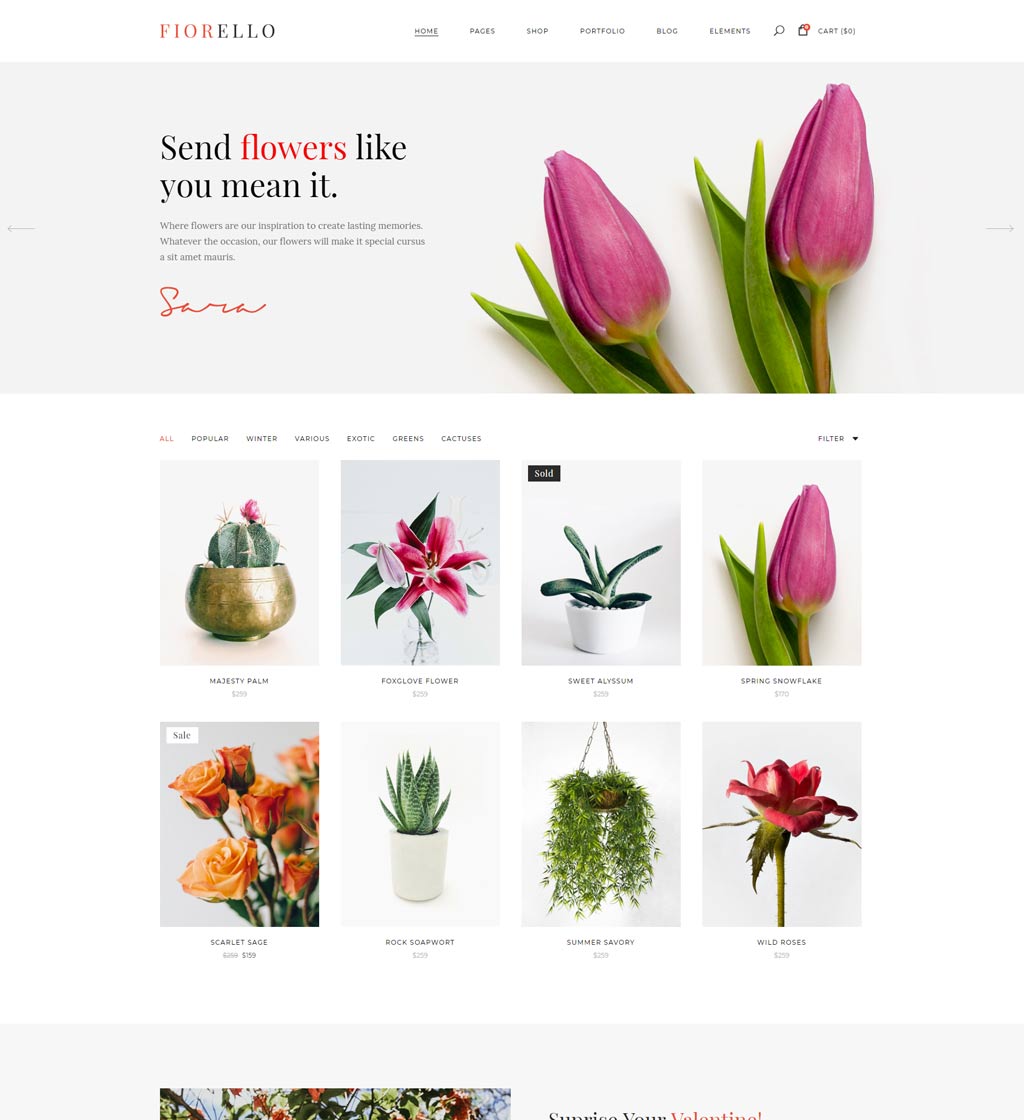 FIORELLO
HOME PAGES SHOP PORTFOLIO BLOG ELEMENTS CART ($0)
Send flowers like
you mean it.
Where flowers are our inspiration to create lasting memories.
Whatever the occasion, our flowers will make it special cursus
a sit amet mauris.
Sara
ALL POPULAR WINTER VARIOUS EXOTIC GREENS CACTUSES FILTER
Sold
MAJESTY PALM FOXGLOVE FLOWER SWEET ALYSSUM SPRING SNOWFLAKE
$259 $259 $259 $170
Sale
SCARLET SAGE ROCK SOAPWORT SUMMER SAVORY WILD ROSES
$259 $159 $259 $259 $259
Suprise Your Valentine!